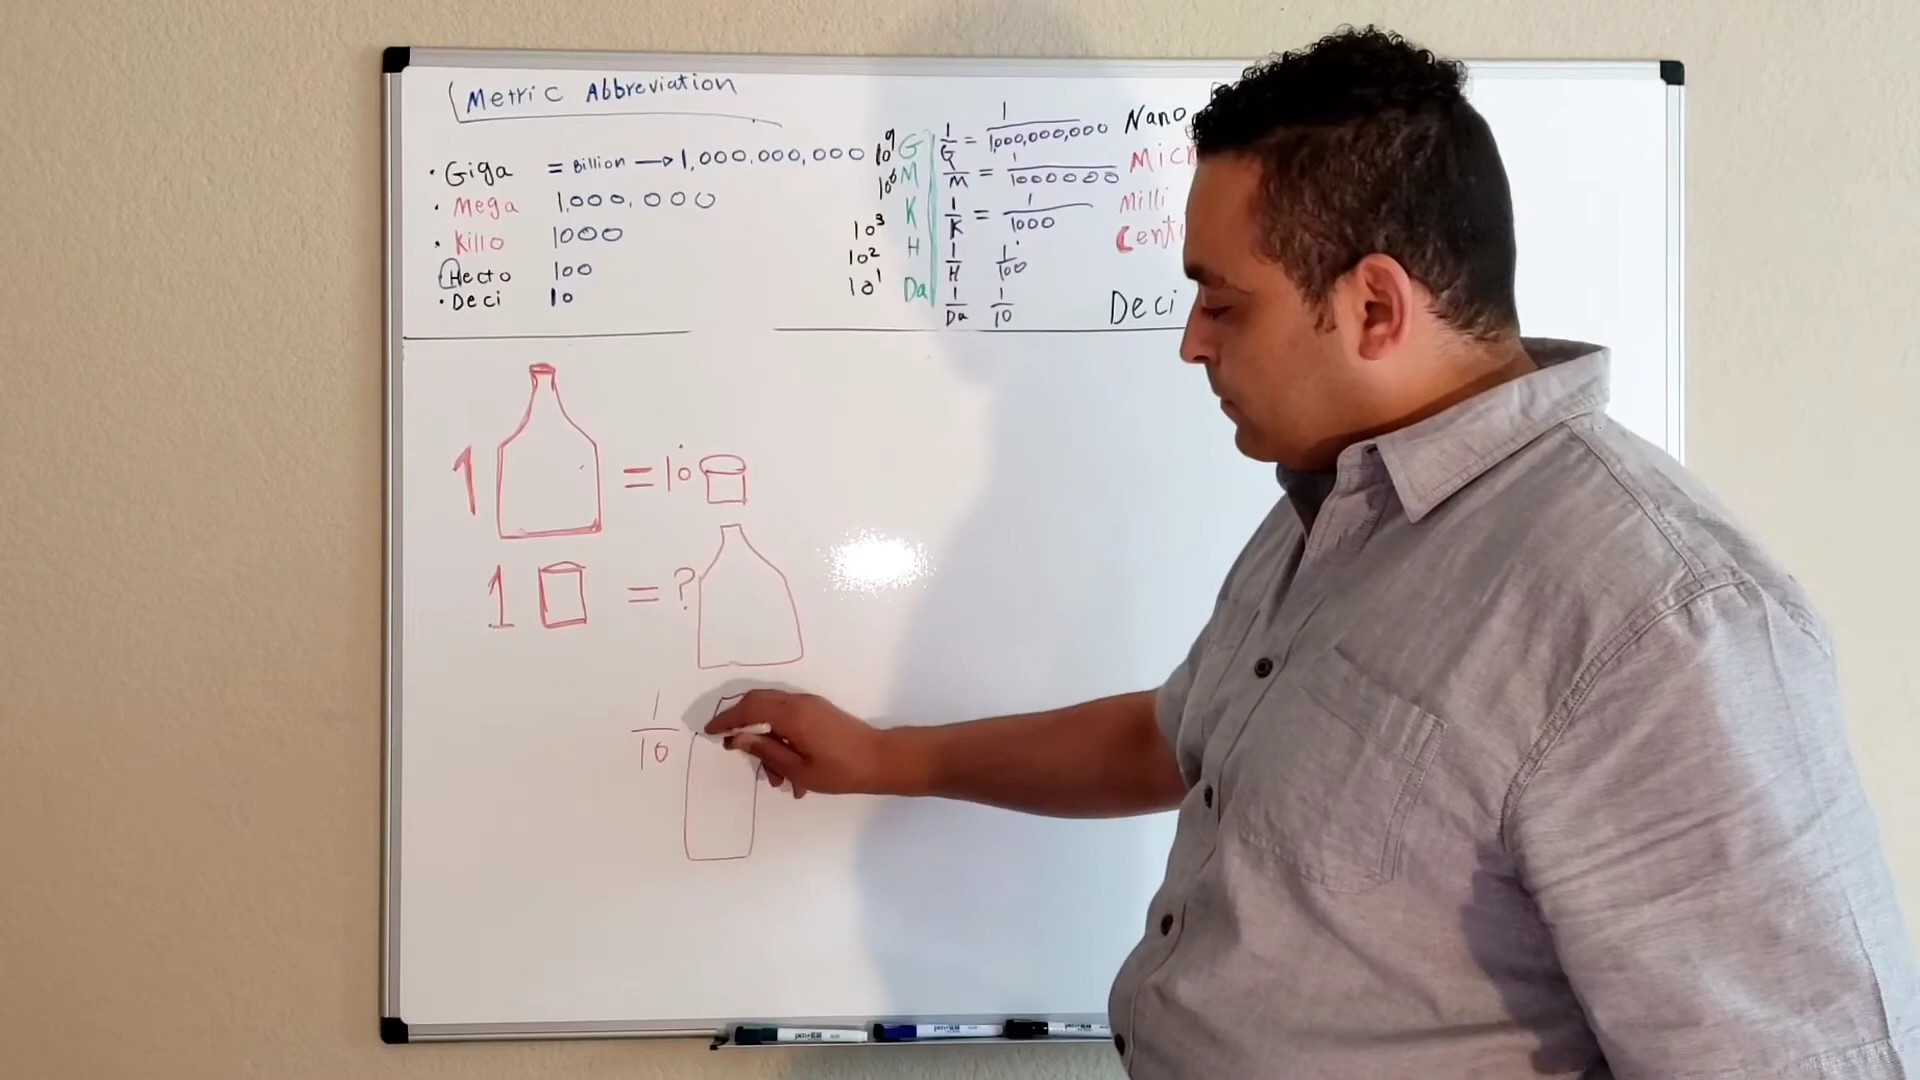 Metric Abbreviation
• Giga = Billion → 1,000,000,000 10⁹ G
• Mega 1,000,000 10⁶ M
• Killo 1000 10³ K
Hecto 100 10² H
• Deci 10 10¹ Da
1/G = 1/1,000,000,000 Nano
1/M = 1/1000000 Micr
1/K = 1/1000 Milli
1/H 1/100 Centi
1/Da 1/10 Deci
1 = 10
1 = ?
1/10